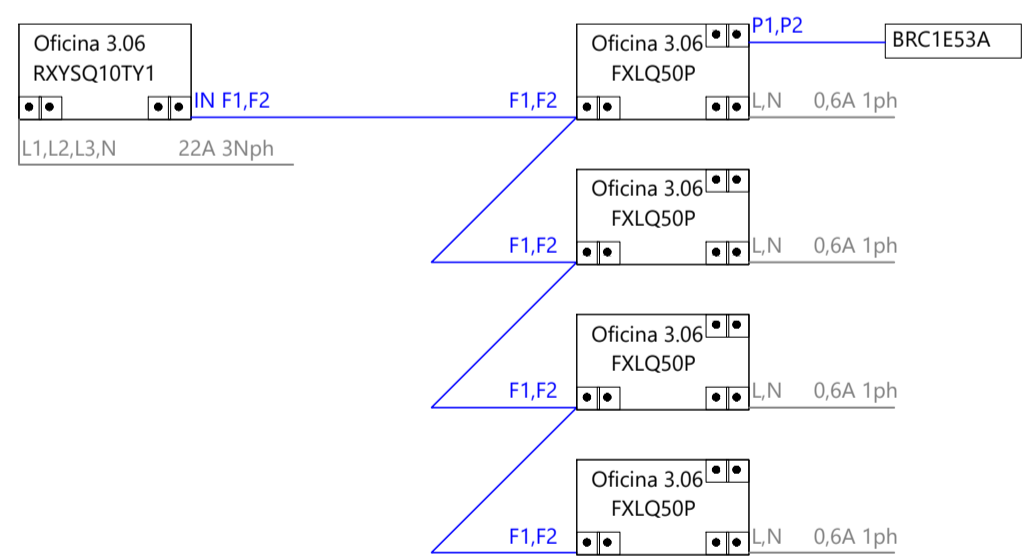 Oficina 3.06
RXYSQ10TY1
IN F1,F2
L1,L2,L3,N 22A 3Nph
F1,F2
Oficina 3.06
FXLQ50P
P1,P2
BRC1E53A
L,N 0,6A 1ph
F1,F2
Oficina 3.06
FXLQ50P
L,N 0,6A 1ph
F1,F2
Oficina 3.06
FXLQ50P
L,N 0,6A 1ph
F1,F2
Oficina 3.06
FXLQ50P
L,N 0,6A 1ph